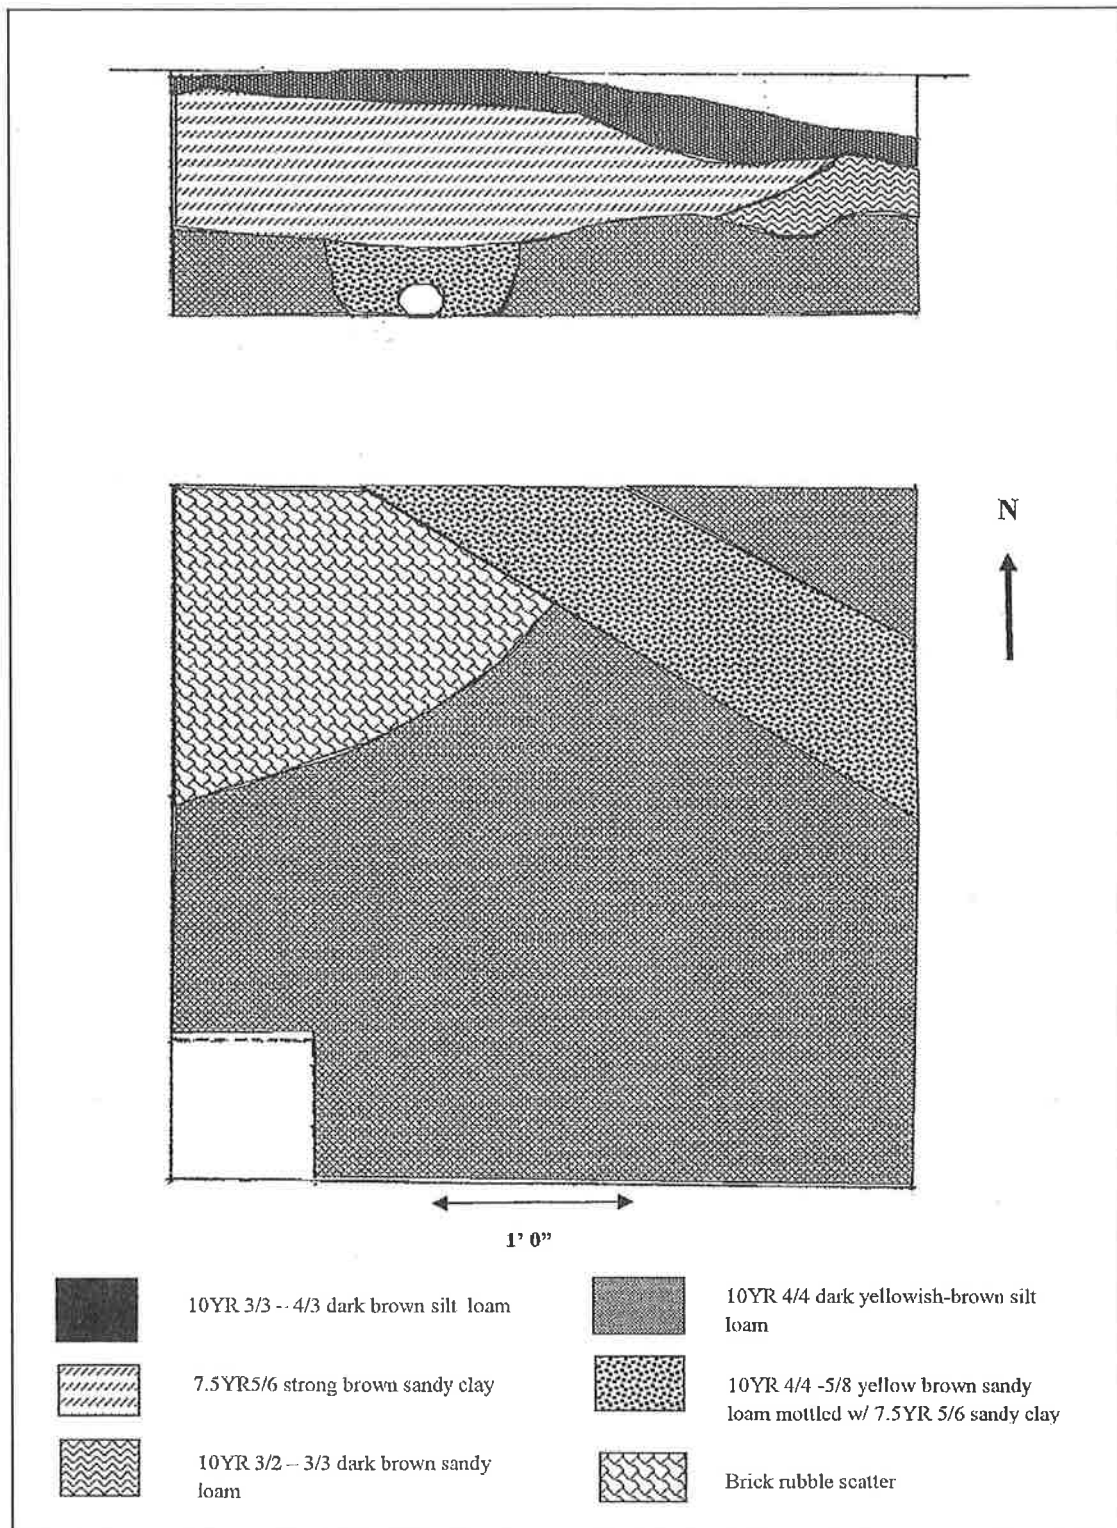 N
1' 0”
10YR 3/3 -- 4/3 dark brown silt loam
7.5YR5/6 strong brown sandy clay
10YR 3/2 – 3/3 dark brown sandy
loam
10YR 4/4 dark yellowish-brown silt
loam
10YR 4/4 -5/8 yellow brown sandy
loam mottled w/ 7.5YR 5/6 sandy clay
Brick rubble scatter